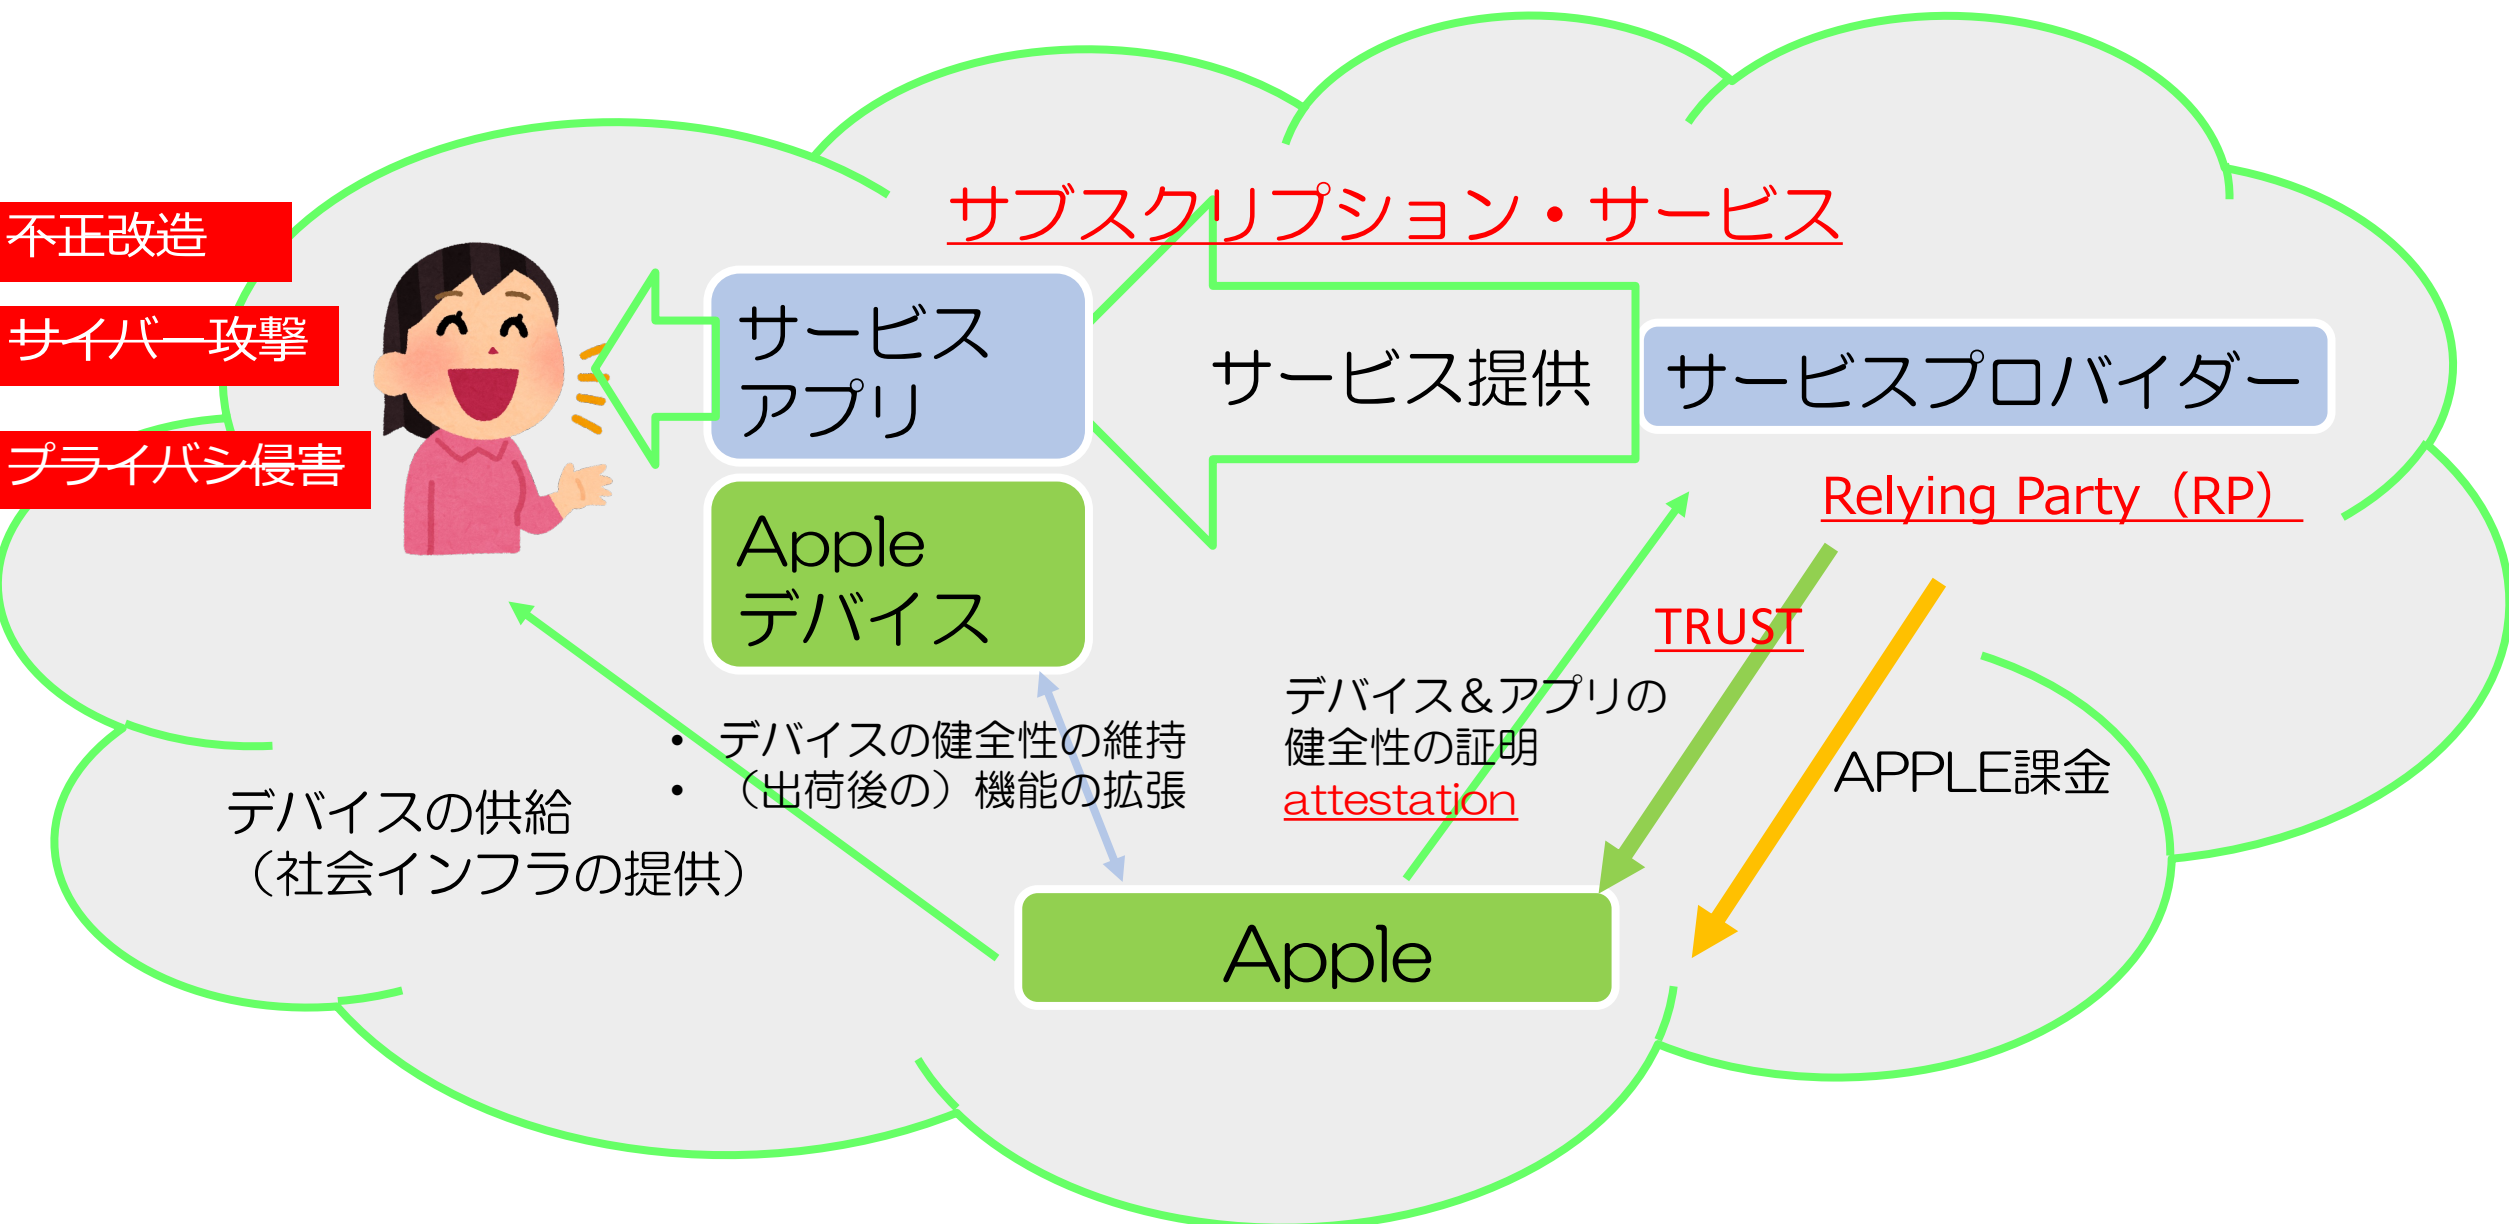 サブスクリプション・サービス
不正改造
サイバー攻撃
プライバシ侵害
サービス
アプリ
サービス提供
サービスプロバイダー
Relying Party（RP）
Apple
デバイス
TRUST
デバイス&アプリの
健全性の証明
attestation
・ デバイスの健全性の維持
・ （出荷後の）機能の拡張
APPLE課金
デバイスの供給
（社会インフラの提供）
Apple